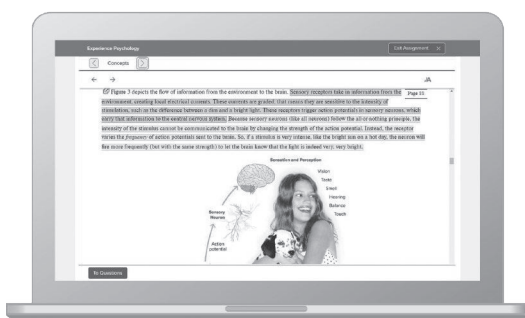 Experience Psychology
Exit Assignment X
Concepts
Page 93
Figure 3 depicts the flow of information from the environment to the brain. Sensory receptors take in information from the
environment, creating local electrical currents. These currents are graded; that means they are sensitive to the intensity of
stimulation, such as the difference between a dim and a bright light. These receptors trigger action potentials in sensory neurons, which
carry that information to the central nervous system. Because sensory neurons (like all neurons) follow the all-or-nothing principle, the
intensity of the stimulus cannot be communicated to the brain by changing the strength of the action potential. Instead, the receptor
varies the frequency of action potentials sent to the brain. So, if a stimulus is very intense, like the bright sun on a hot day, the neuron will
fire more frequently (but with the same strength) to let the brain know that the light is indeed very, very bright.
Sensation and Perception
Vision
Taste
Smell
Hearing
Balance
Touch
Sensory
Neuron
Action
potential
To Questions